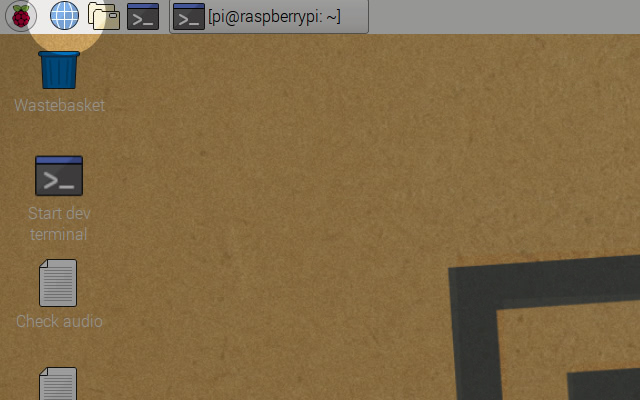 [pi@raspberrypi: ~]
Wastebasket
Start dev
terminal
Check audio